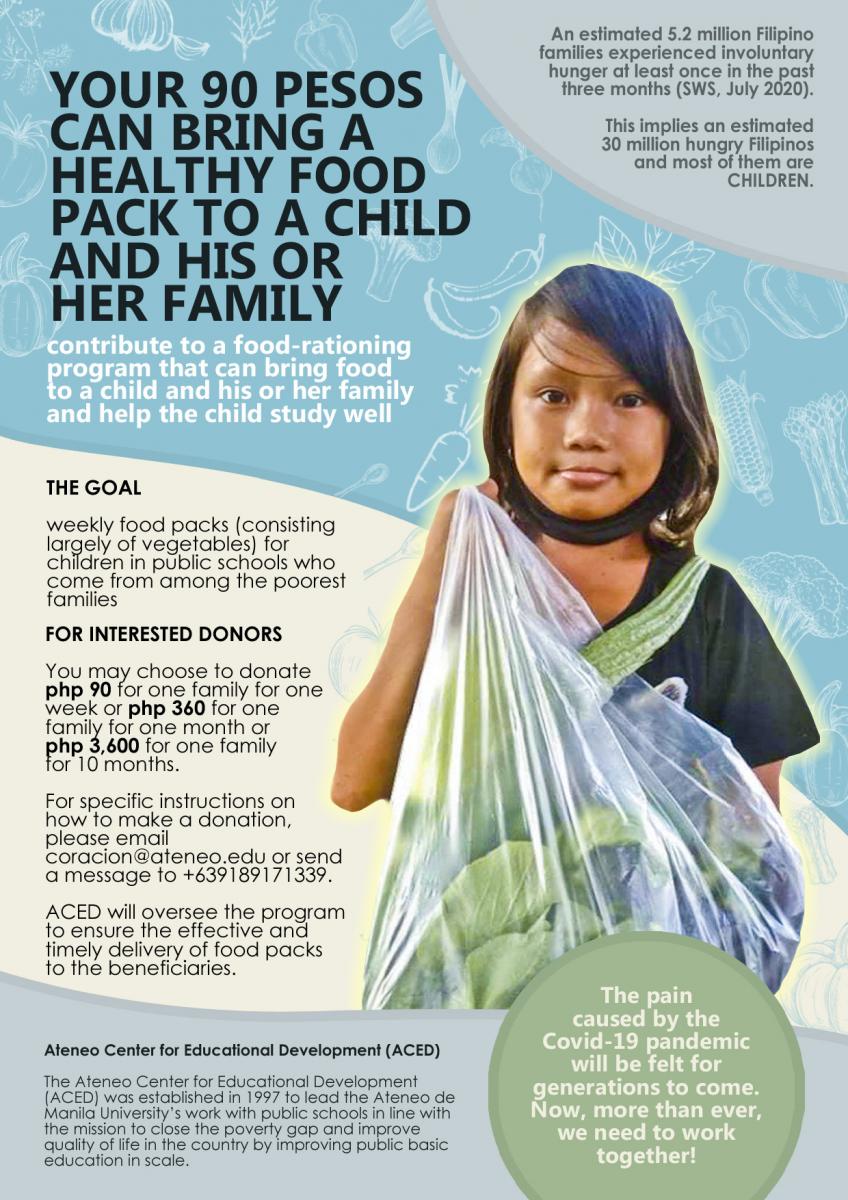 An estimated 5.2 million Filipino
families experienced involuntary
hunger at least once in the past
three months (SWS, July 2020).
This implies an estimated
30 million hungry Filipinos
and most of them are
CHILDREN.
YOUR 90 PESOS
CAN BRING A
HEALTHY FOOD
PACK TO A CHILD
AND HIS OR
HER FAMILY
contribute to a food-rationing
program that can bring food
to a child and his or her family
and help the child study well
THE GOAL
weekly food packs (consisting
largely of vegetables) for
children in public schools who
come from among the poorest
families
FOR INTERESTED DONORS
You may choose to donate
php 90 for one family for one
week or php 360 for one
family for one month or
php 3,600 for one family
for 10 months.
For specific instructions on
how to make a donation,
please email
coracion@ateneo.edu or send
a message to +639189171339.
ACED will oversee the program
to ensure the effective and
timely delivery of food packs
to the beneficiaries.
Ateneo Center for Educational Development (ACED)
The Ateneo Center for Educational Development
(ACED) was established in 1997 to lead the Ateneo de
Manila University's work with public schools in line with
the mission to close the poverty gap and improve
quality of life in the country by improving public basic
education in scale.
The pain
caused by the
Covid-19 pandemic
will be felt for
generations to come.
Now, more than ever,
we need to work
together!